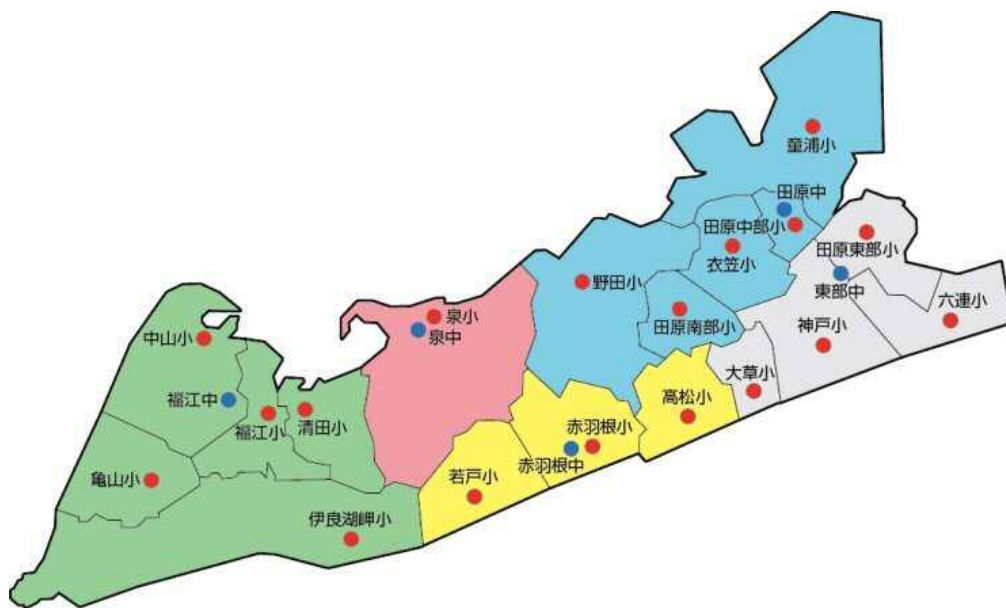 童浦小
田原中
田原中部小
田原東部小
衣笠小
東部中
野田小
六連小
泉小
田原南部小
神戸小
泉中
中山小
大草小
高松小
福江中
赤羽根小
福江小
清田小
赤羽根中
若戸小
亀山小
伊良湖岬小